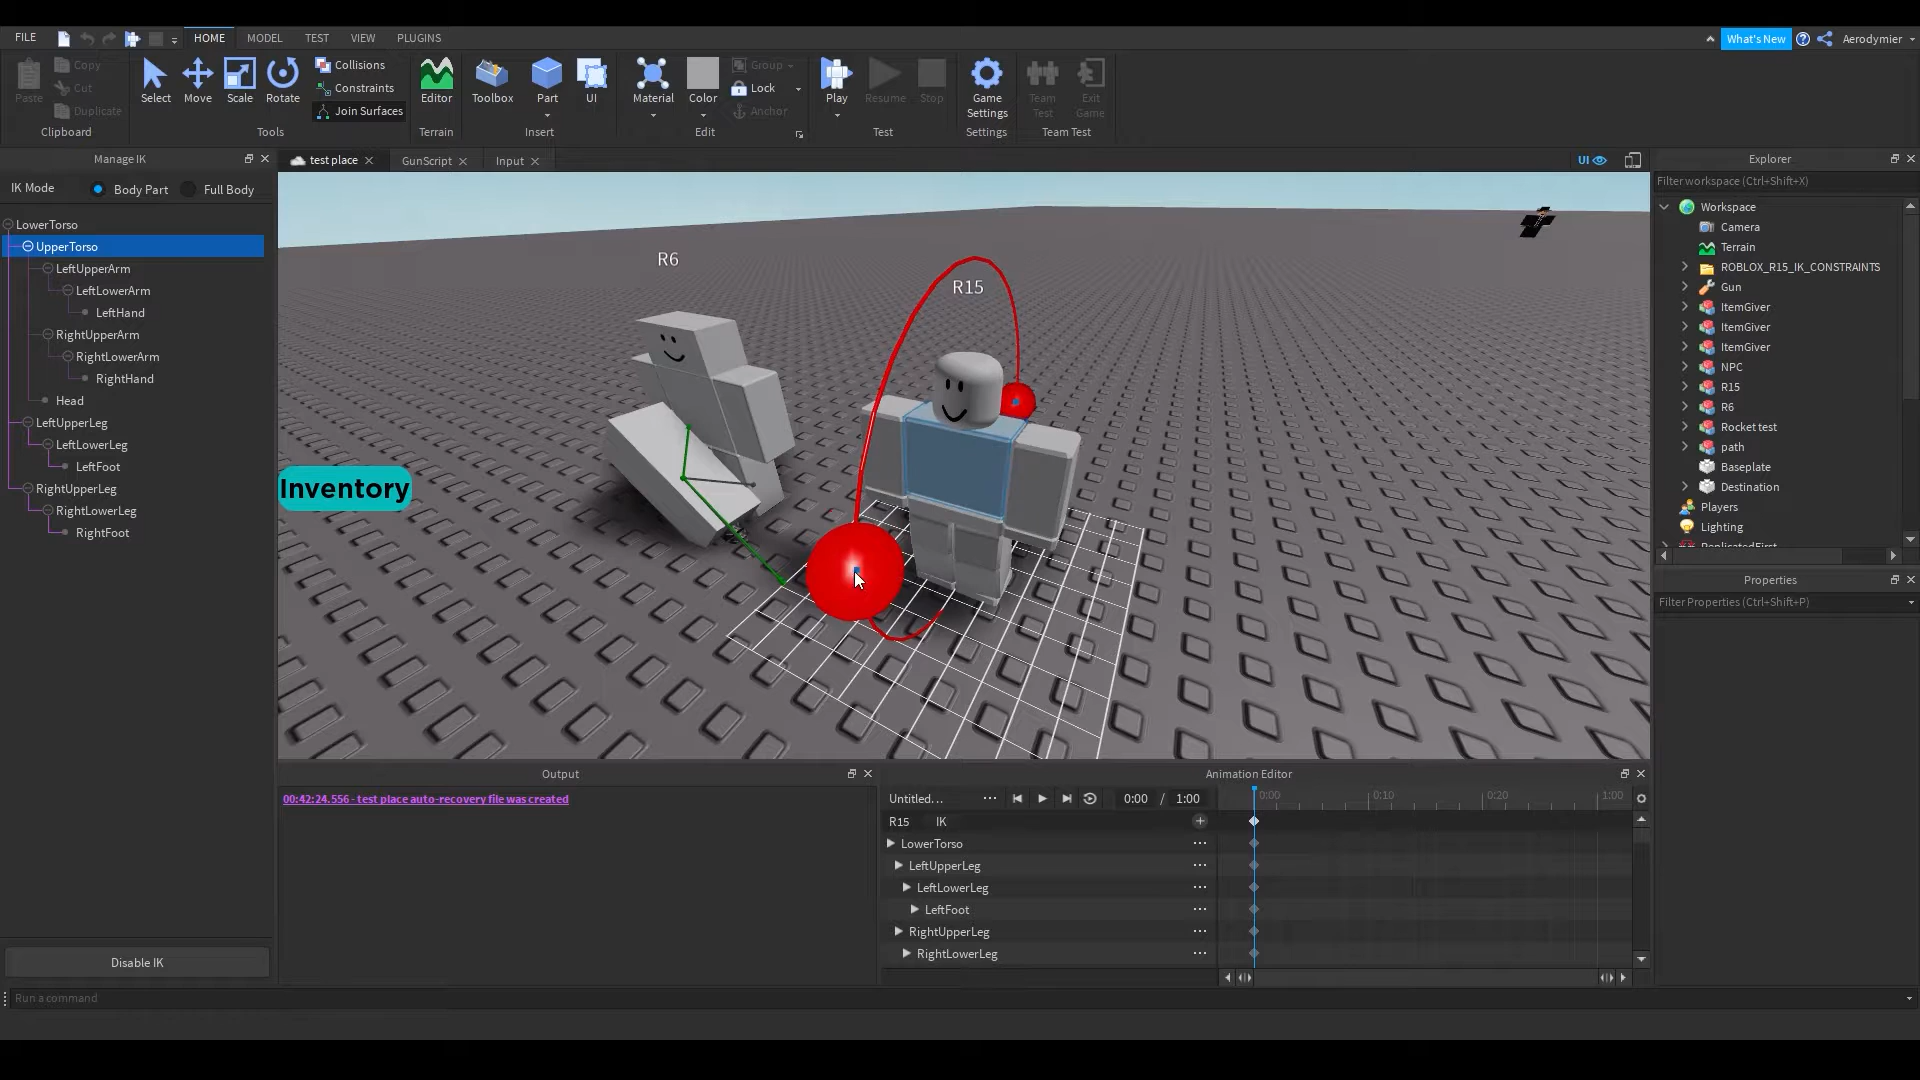 FILE
HOME
MODEL
TEST
VIEW
PLUGINS
What's New
Aerodymier
Paste
Copy
Cut
Duplicate
Clipboard
Select
Move
Scale
Rotate
Collisions
Constraints
Join Surfaces
Tools
Editor
Terrain
Toolbox
Part
UI
Insert
Material
Color
Group
Lock
Anchor
Edit
Play
Resume
Stop
Test
Game
Settings
Settings
Team
Test
Exit
Game
Team Test
Manage IK
IK Mode
Body Part
Full Body
LowerTorso
UpperTorso
LeftUpperArm
LeftLowerArm
LeftHand
RightUpperArm
RightLowerArm
RightHand
Head
LeftUpperLeg
LeftLowerLeg
LeftFoot
RightUpperLeg
RightLowerLeg
RightFoot
Disable IK
test place
GunScript
Input
UI
R6
R15
Inventory
Explorer
Filter workspace (Ctrl+Shift+X)
Workspace
Camera
Terrain
ROBLOX_R15_IK_CONSTRAINTS
Gun
ItemGiver
ItemGiver
ItemGiver
NPC
R15
R6
Rocket test
path
Baseplate
Destination
Players
Lighting
ReplicatedFirst
Properties
Filter Properties (Ctrl+Shift+P)
Output
00:42:24.556 - test place auto-recovery file was created
Animation Editor
Untitled...
0:00 / 1:00
0:00
0:10
0:20
1:00
R15 IK
LowerTorso
LeftUpperLeg
LeftLowerLeg
LeftFoot
RightUpperLeg
RightLowerLeg
Run a command